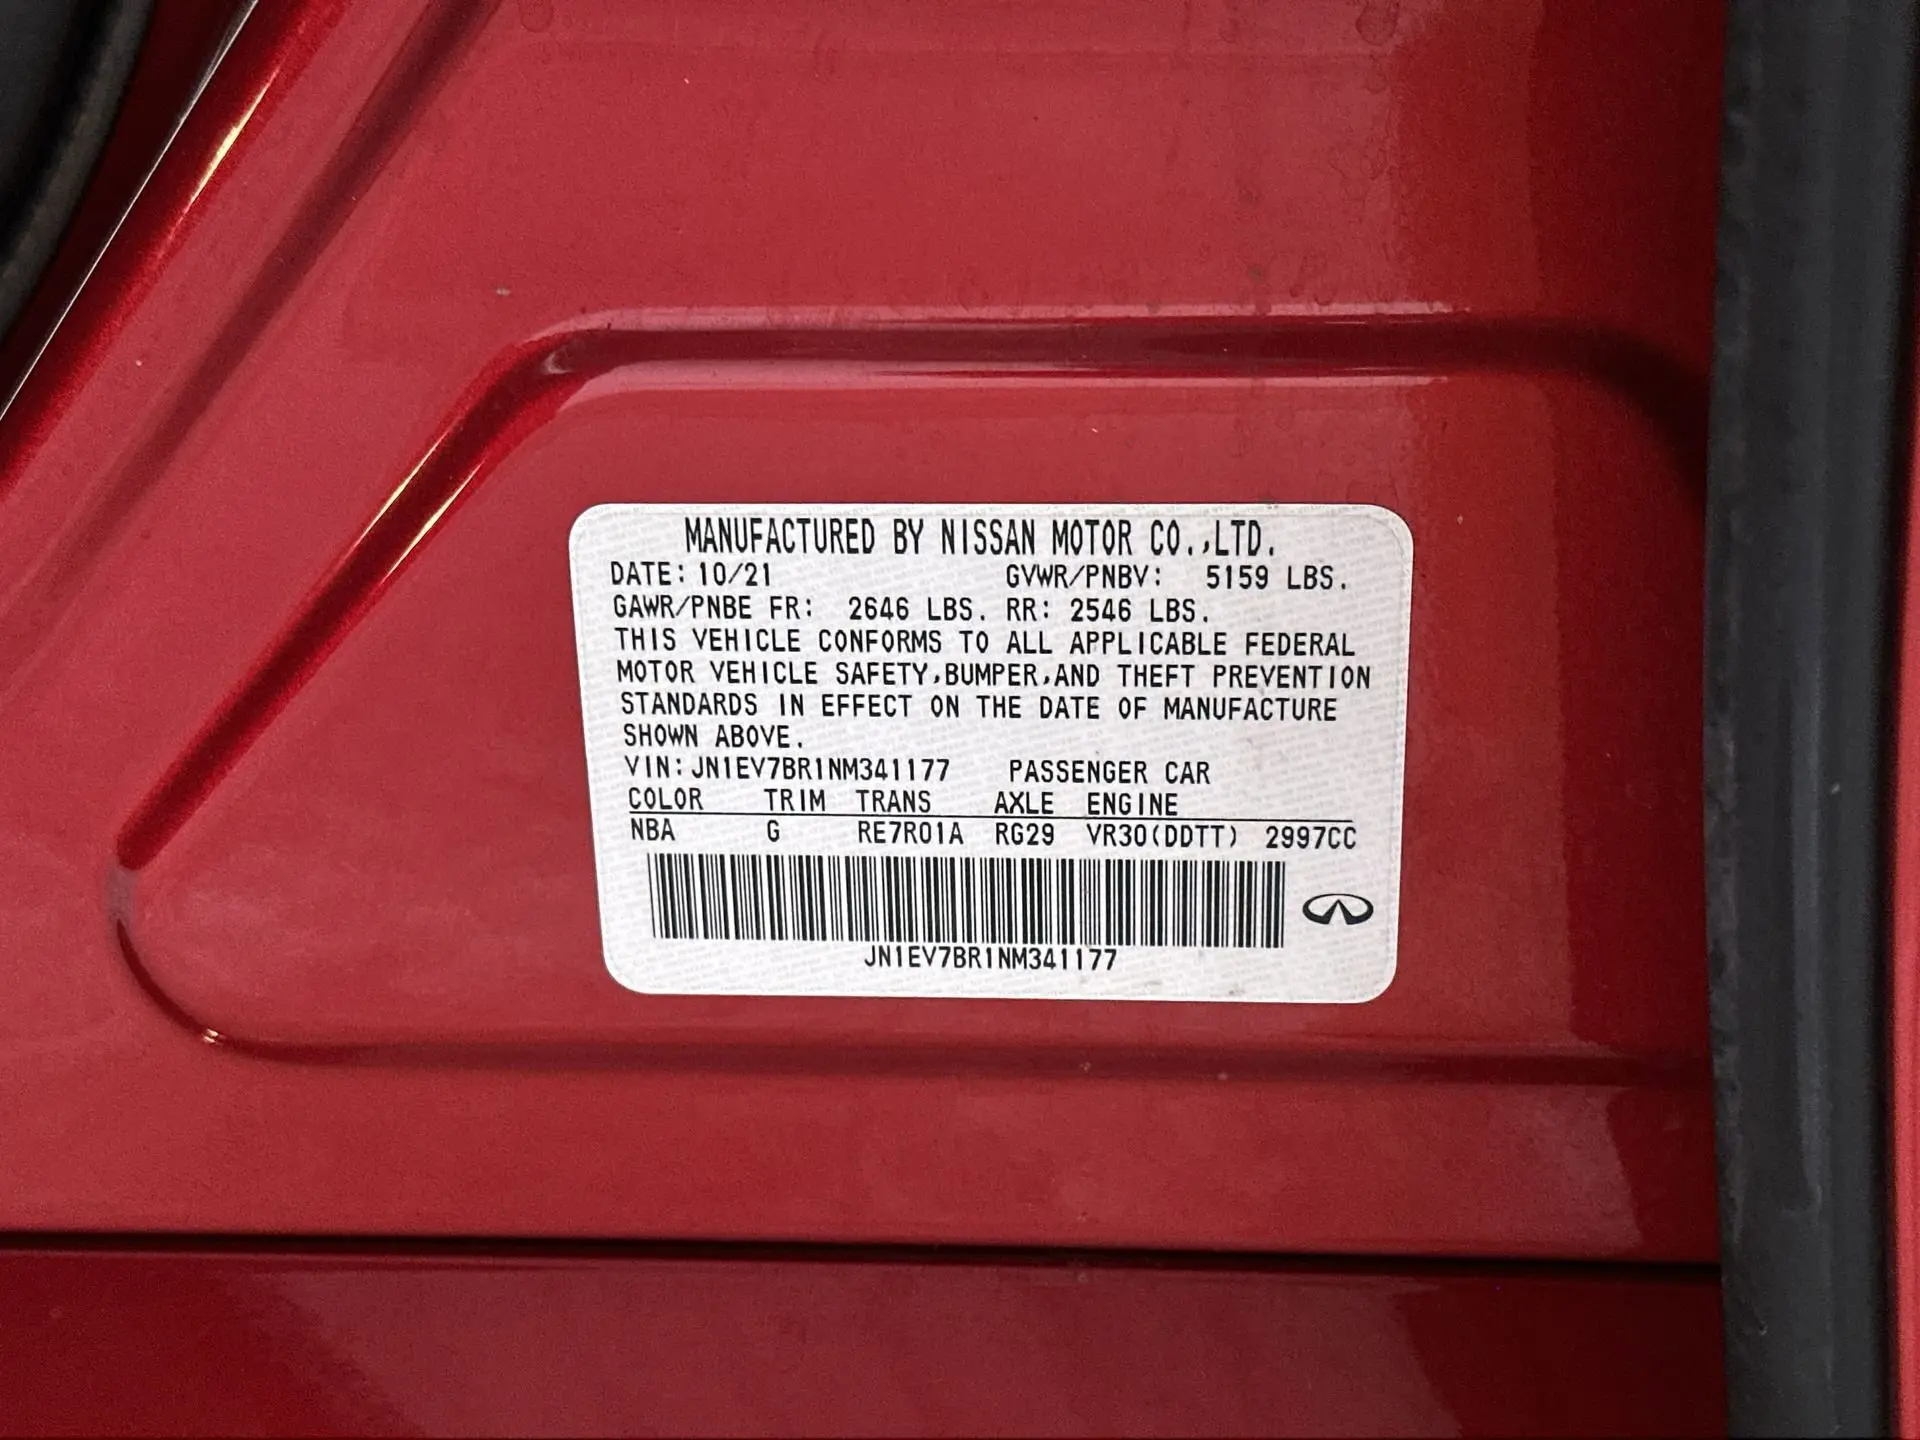 MANUFACTURED BY NISSAN MOTOR CO.,LTD.
DATE: 10/21 GVWR/PNBV: 5159 LBS.
GAWR/PNBE FR: 2646 LBS. RR: 2546 LBS.
THIS VEHICLE CONFORMS TO ALL APPLICABLE FEDERAL
MOTOR VEHICLE SAFETY,BUMPER,AND THEFT PREVENTION
STANDARDS IN EFFECT ON THE DATE OF MANUFACTURE
SHOWN ABOVE.
VIN: JN1EV7BR1NM341177 PASSENGER CAR
COLOR TRIM TRANS AXLE ENGINE
NBA G RE7R01A RG29 VR30(DDTT) 2997CC
JN1EV7BR1NM341177